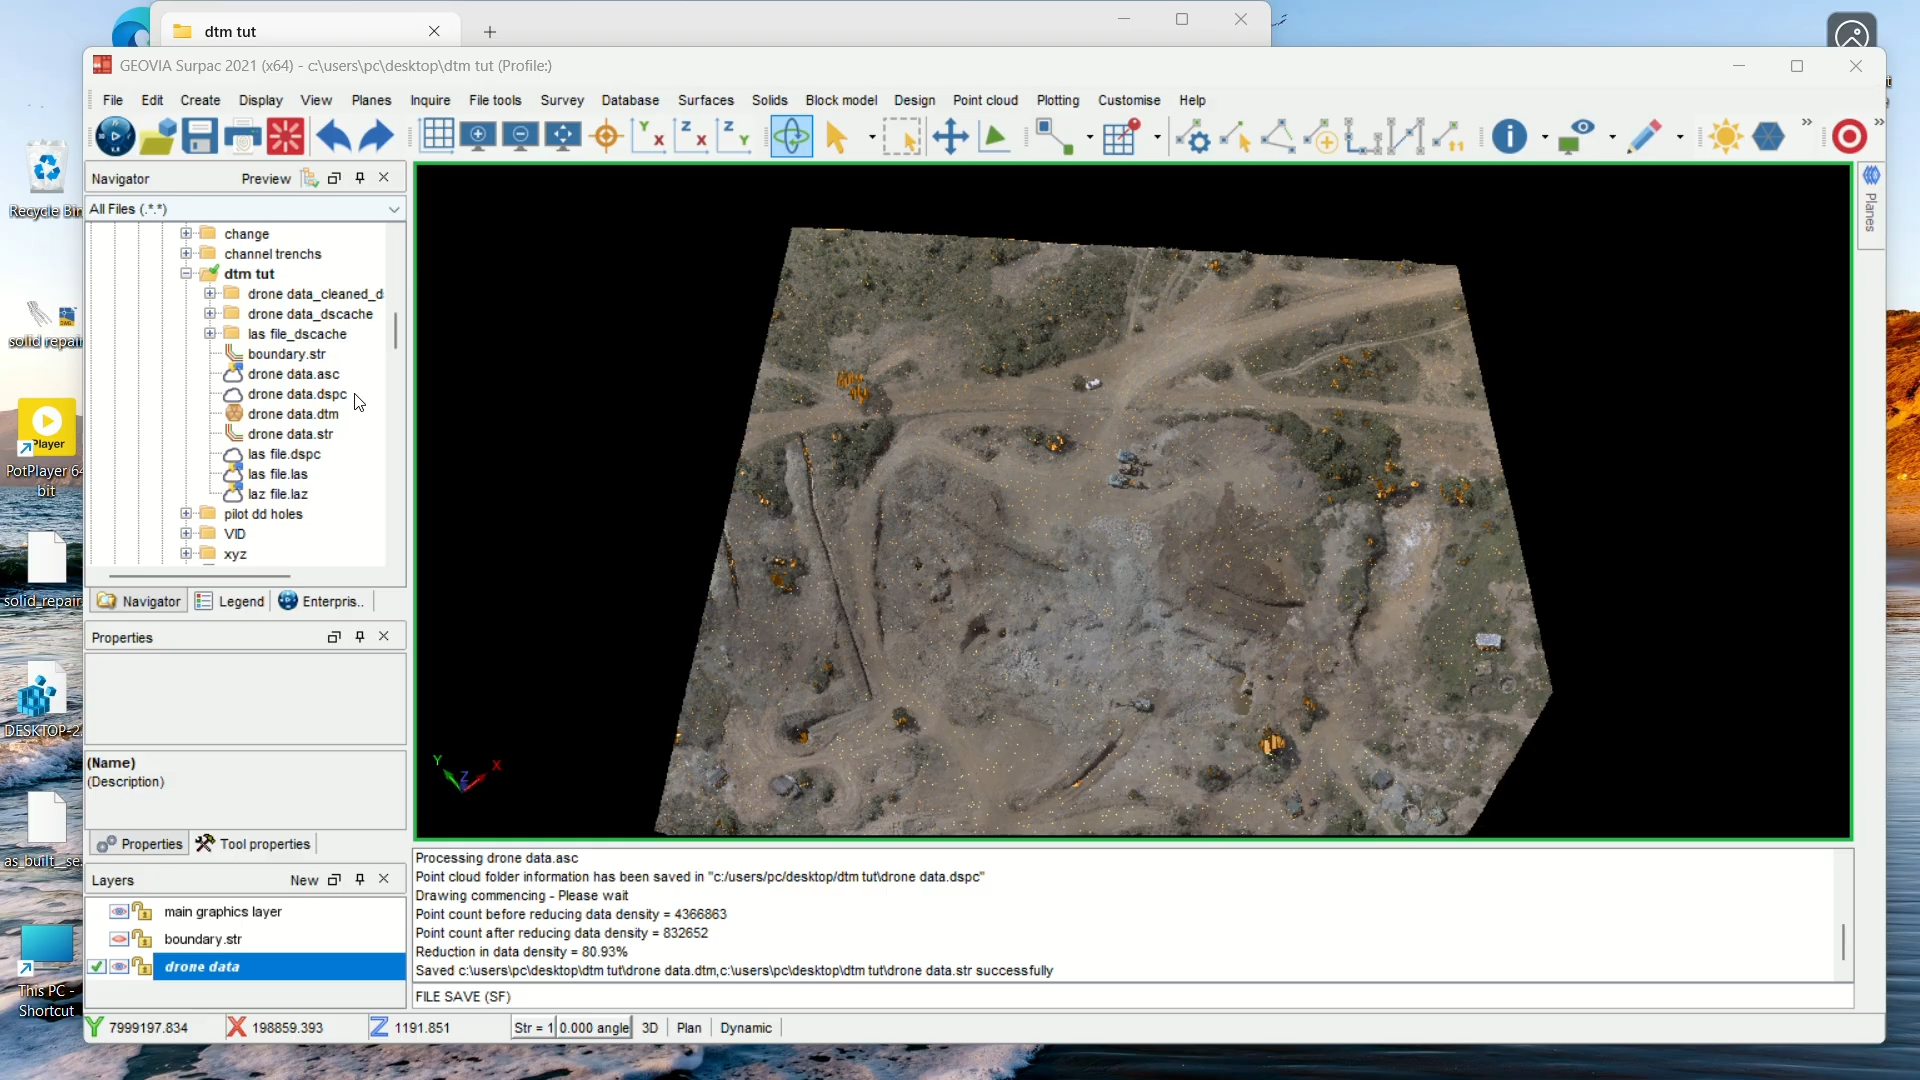 dtm tut
GEOVIA Surpac 2021 (x64) - c:\users\pc\desktop\dtm tut (Profile:)
File Edit Create Display View Planes Inquire File tools Survey Database Surfaces Solids Block model Design Point cloud Plotting Customise Help
Navigator Preview
All Files (.*.*)
change
channel trenchs
dtm tut
drone data_cleaned_d
drone data_dscache
las file_dscache
boundary.str
drone data.asc
drone data.dspc
drone data.dtm
drone data.str
las file.dspc
las file.las
laz file.laz
pilot dd holes
VID
xyz
Navigator Legend Enterpris..
Properties
(Name)
(Description)
Properties Tool properties
Layers New
main graphics layer
boundary.str
drone data
Planes
Y
X
Z
Processing drone data.asc
Point cloud folder information has been saved in "c:/users/pc/desktop/dtm tut\drone data.dspc"
Drawing commencing - Please wait
Point count before reducing data density = 4366863
Point count after reducing data density = 832652
Reduction in data density = 80.93%
Saved c:\users\pc\desktop\dtm tut\drone data.dtm,c:\users\pc\desktop\dtm tut\drone data.str successfully
FILE SAVE (SF)
Y 7999197.834 X 198859.393 Z 1191.851 Str = 1 0.000 angle 3D Plan Dynamic
Recycle Bin
solid repair
Player
PotPlayer 64
bit
solid_repair
DESKTOP-2
as_built_se
This PC -
Shortcut